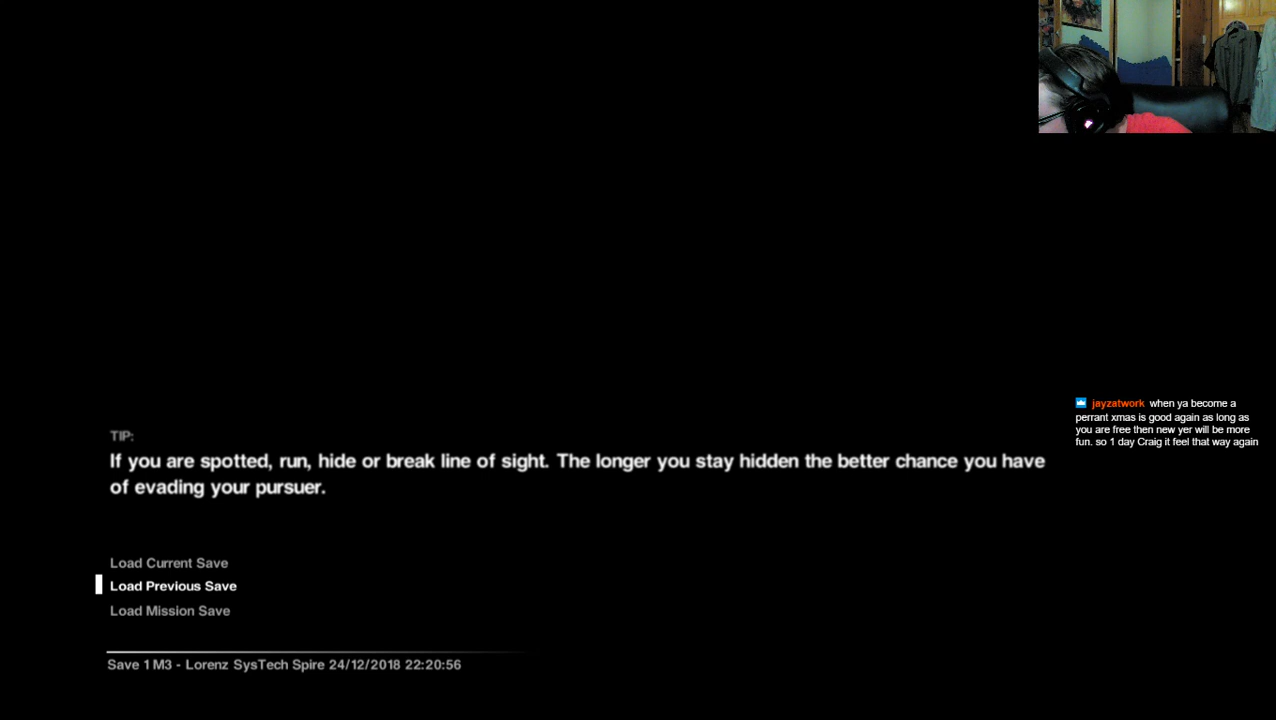 jayzatwork when ya become a
perrant xmas is good again as long as
you are free then new yer will be more
fun. so 1 day Craig it feel that way again
TIP:
If you are spotted, run, hide or break line of sight. The longer you stay hidden the better chance you have
of evading your pursuer.
Load Current Save
Load Previous Save
Load Mission Save
Save 1 M3 - Lorenz SysTech Spire 24/12/2018 22:20:56